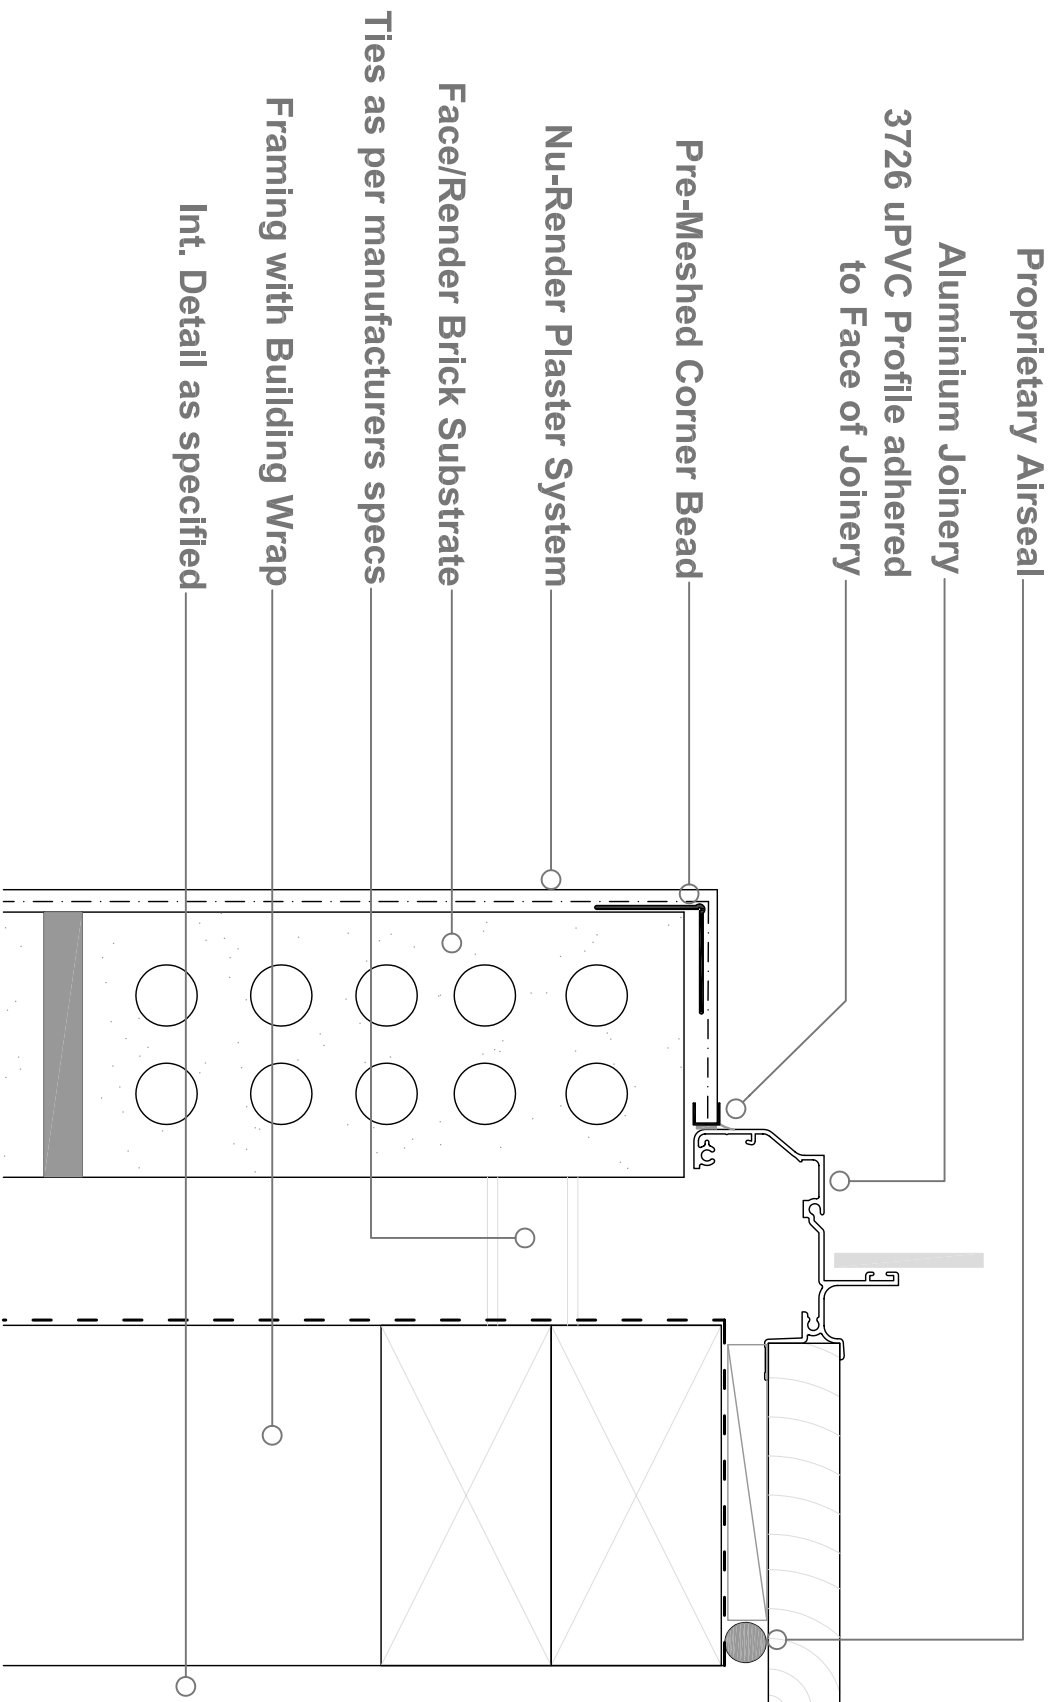 Proprietary Airseal
Aluminium Joinery
3726 uPVC Profile adhered
to Face of Joinery
Pre-Meshed Corner Bead
Nu-Render Plaster System
Face/Render Brick Substrate
Ties as per manufacturers specs
Framing with Building Wrap
Int. Detail as specified